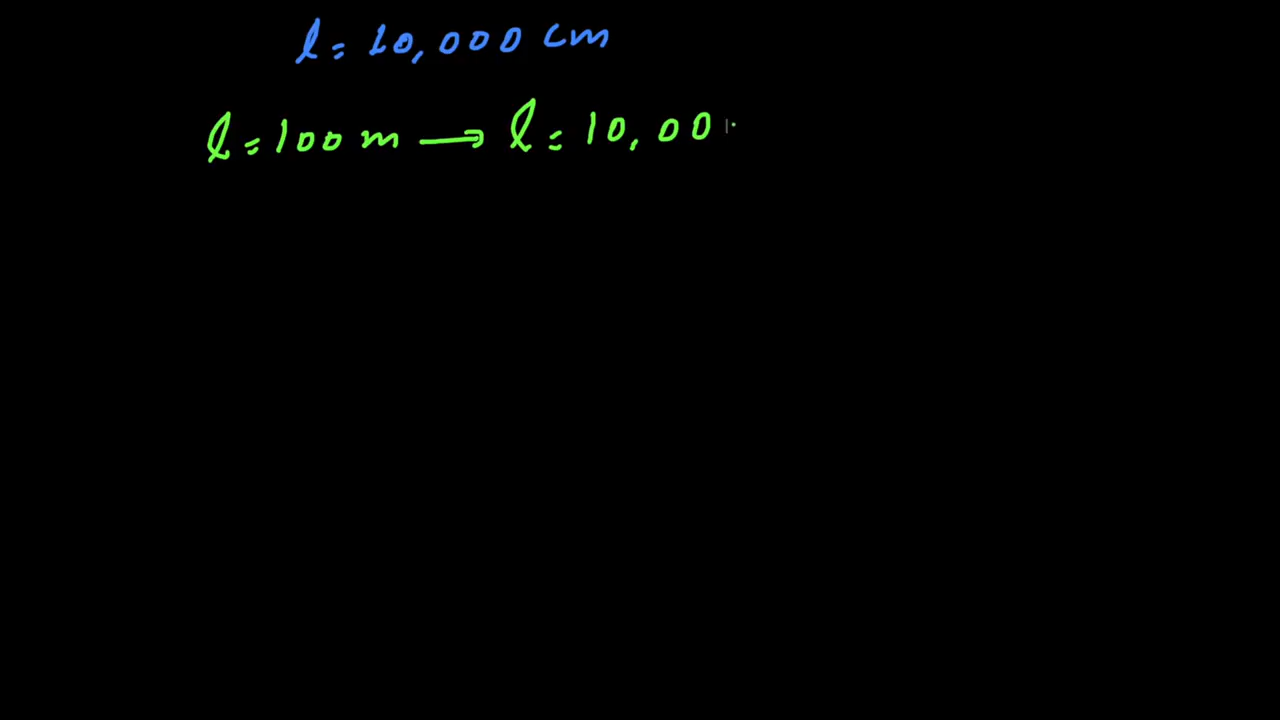 l = 10,000 cm
l = 100 m → l = 10,00